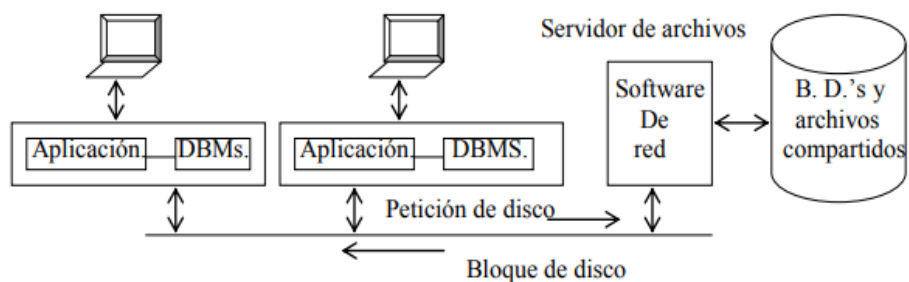 Servidor de archivos
Aplicación
DBMs.
Aplicación
DBMS.
Software
De
red
B. D.'s y
archivos
compartidos
Petición de disco
Bloque de disco